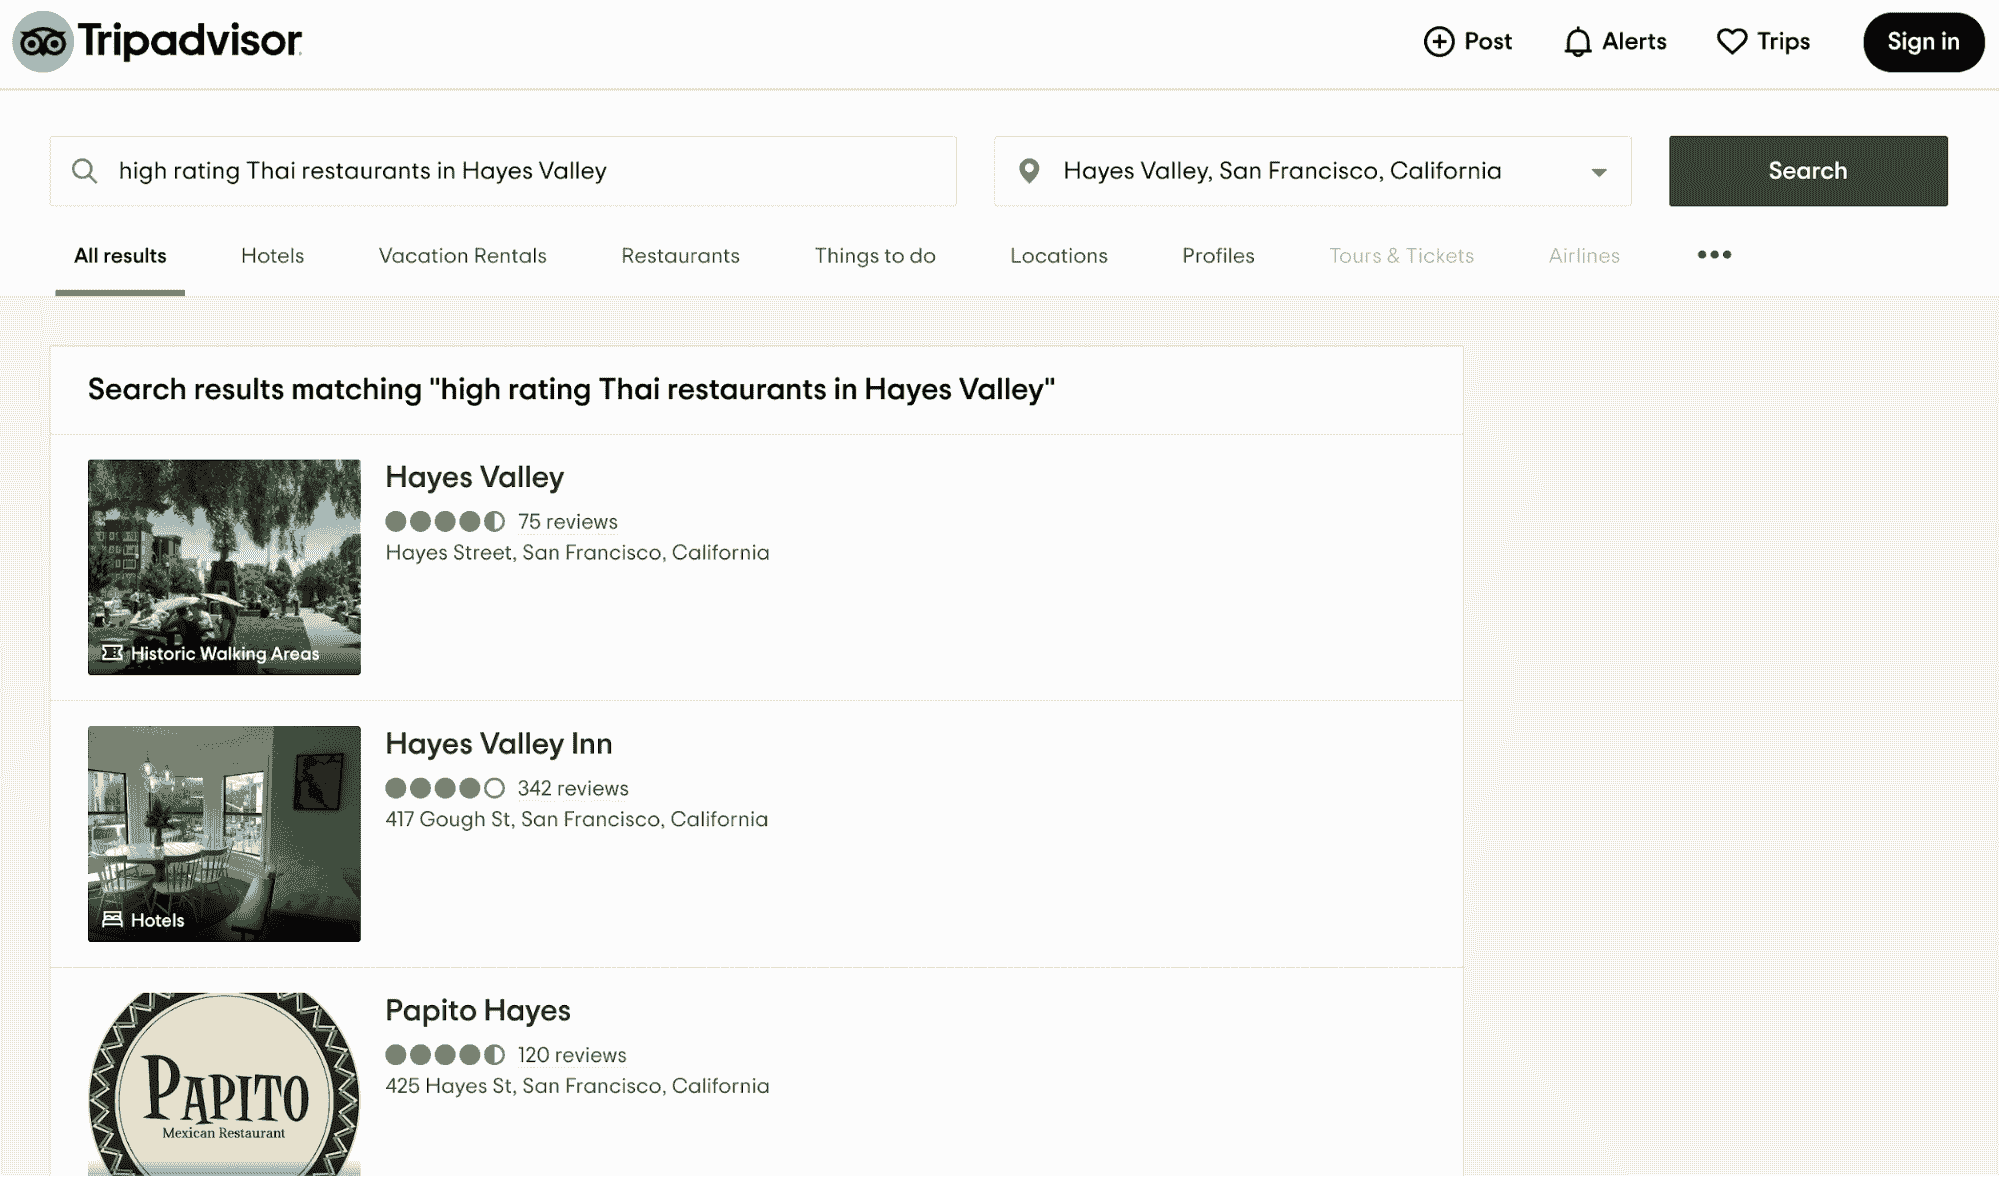 Tripadvisor
Post
Alerts
Trips
Sign in
high rating Thai restaurants in Hayes Valley
Hayes Valley, San Francisco, California
Search
All results
Hotels
Vacation Rentals
Restaurants
Things to do
Locations
Profiles
Tours & Tickets
Airlines
Search results matching "high rating Thai restaurants in Hayes Valley"
Hayes Valley
75 reviews
Hayes Street, San Francisco, California
Historic Walking Areas
Hayes Valley Inn
342 reviews
417 Gough St, San Francisco, California
Hotels
Papito Hayes
120 reviews
425 Hayes St, San Francisco, California
PAPITO
Mexican Restaurant